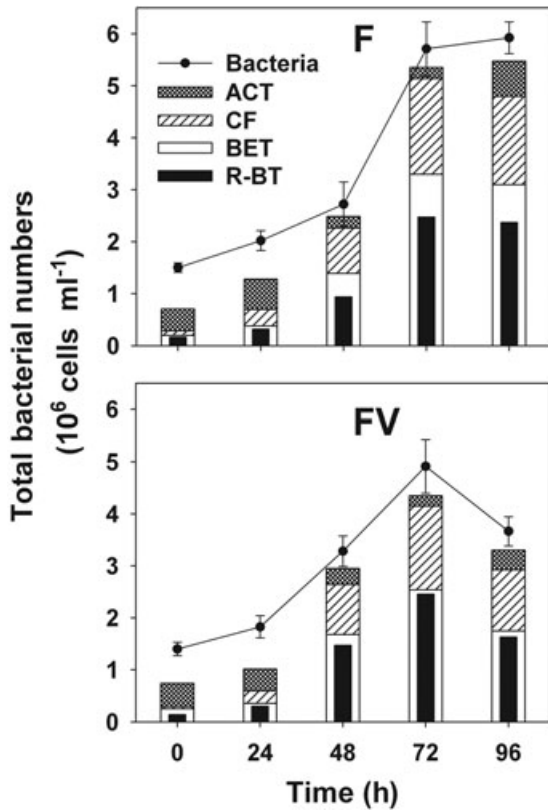 F
Bacteria
ACT
CF
BET
R-BT
6
5
4
3
2
1
0
FV
6
5
4
3
2
1
0
0 24 48 72 96
Time (h)
Total bacterial numbers
(10⁶ cells ml⁻¹)